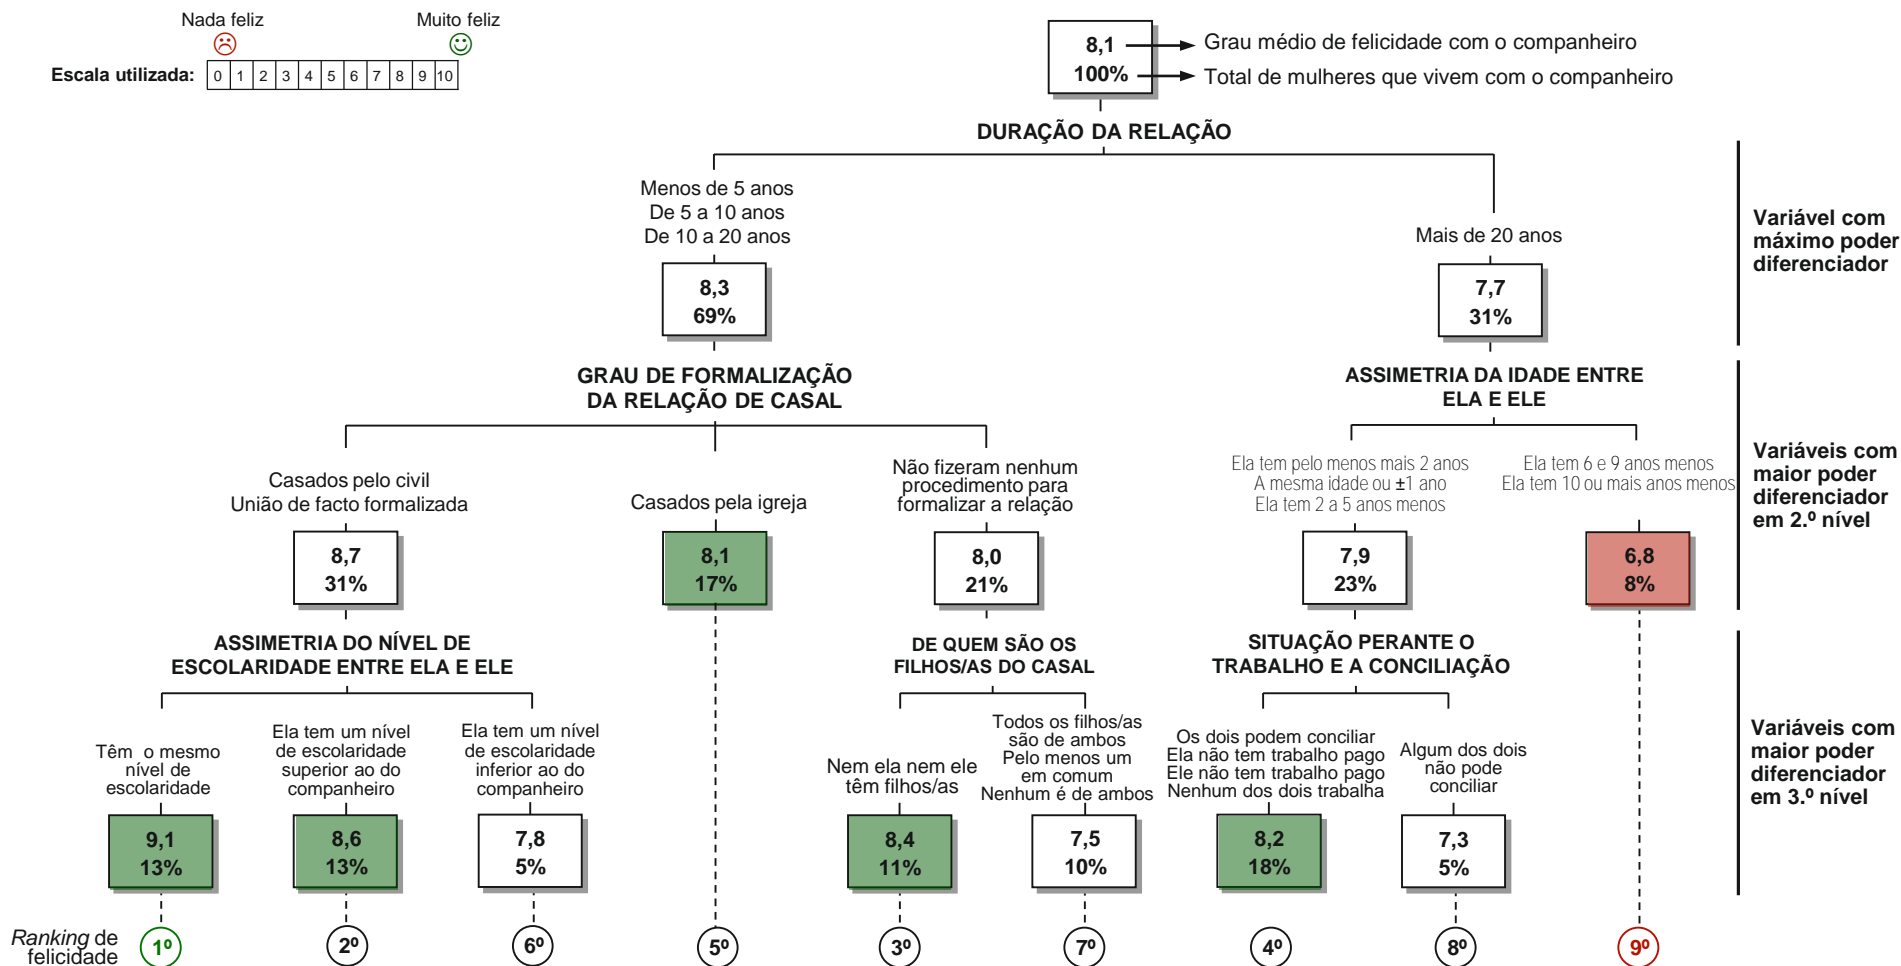 Nada feliz
Muito feliz
Escala utilizada:
0 1 2 3 4 5 6 7 8 9 10
8,1
Grau médio de felicidade com o companheiro
100%
Total de mulheres que vivem com o companheiro
DURAÇÃO DA RELAÇÃO
Menos de 5 anos
De 5 a 10 anos
De 10 a 20 anos
8,3
69%
Mais de 20 anos
7,7
31%
Variável com
máximo poder
diferenciador
GRAU DE FORMALIZAÇÃO
DA RELAÇÃO DE CASAL
ASSIMETRIA DA IDADE ENTRE
ELA E ELE
Casados pelo civil
União de facto formalizada
8,7
31%
Casados pela igreja
8,1
17%
Não fizeram nenhum
procedimento para
formalizar a relação
8,0
21%
Ela tem pelo menos mais 2 anos
A mesma idade ou ±1 ano
Ela tem 2 a 5 anos menos
7,9
23%
Ela tem 6 e 9 anos menos
Ela tem 10 ou mais anos menos
6,8
8%
Variáveis com
maior poder
diferenciador
em 2.º nível
ASSIMETRIA DO NÍVEL DE
ESCOLARIDADE ENTRE ELA E ELE
DE QUEM SÃO OS
FILHOS/AS DO CASAL
SITUAÇÃO PERANTE O
TRABALHO E A CONCILIAÇÃO
Têm o mesmo
nível de
escolaridade
9,1
13%
Ela tem um nível
de escolaridade
superior ao do
companheiro
8,6
13%
Ela tem um nível
de escolaridade
inferior ao do
companheiro
7,8
5%
Nem ela nem ele
têm filhos/as
8,4
11%
Todos os filhos/as
são de ambos
Pelo menos um
em comum
Nenhum é de ambos
7,5
10%
Os dois podem conciliar
Ela não tem trabalho pago
Ele não tem trabalho pago
Nenhum dos dois trabalha
8,2
18%
Algum dos dois
não pode
conciliar
7,3
5%
Variáveis com
maior poder
diferenciador
em 3.º nível
Ranking de
felicidade
1º 2º 6º 5º 3º 7º 4º 8º 9º